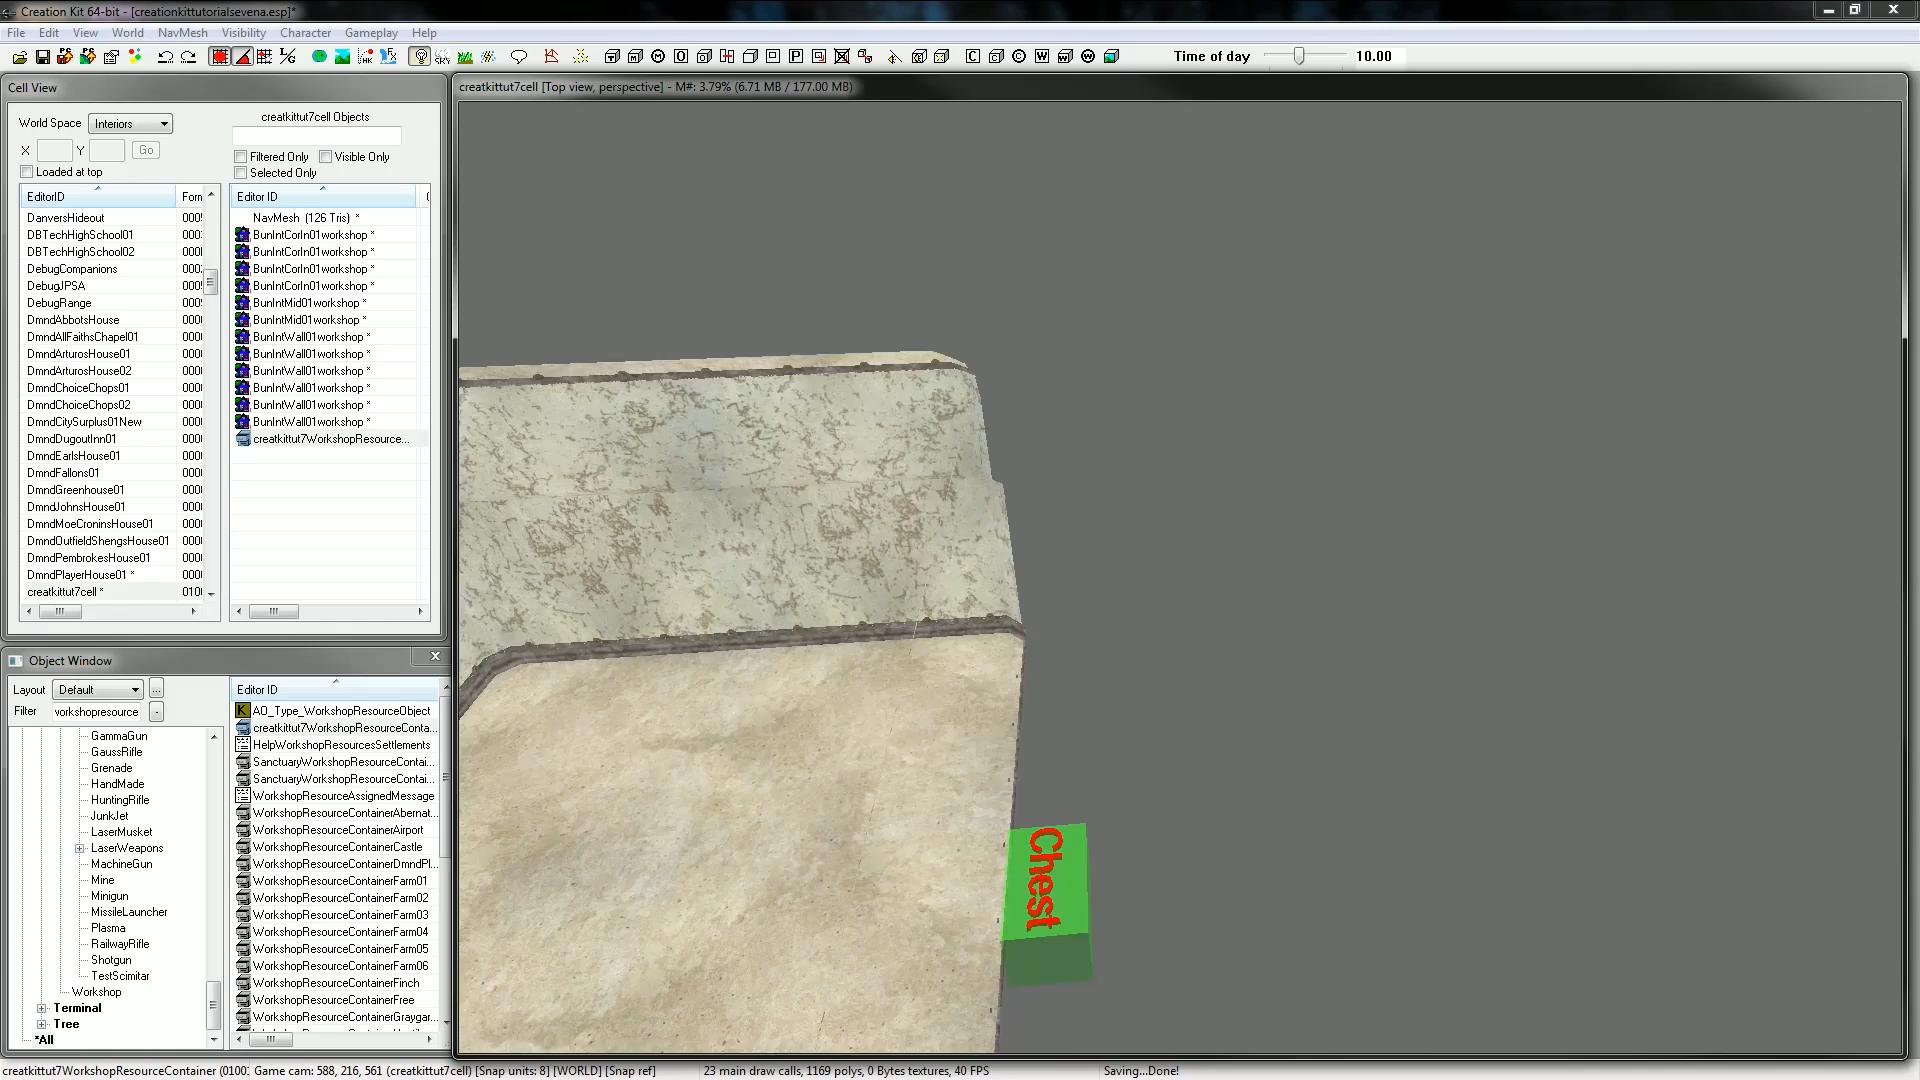 Creation Kit 64-bit - [creationkittutorialsevena.esp]*
File Edit View World NavMesh Visibility Character Gameplay Help
Time of day 10.00
Cell View
World Space Interiors
X Y Go
Loaded at top
creatkittut7cell Objects
Filtered Only Visible Only
Selected Only
EditorID Form
DanversHideout
DBTechHighSchool01
DBTechHighSchool02
DebugCompanions
DebugJPSA
DebugRange
DmndAbbotsHouse
DmndAllFaithsChapel01
DmndArturosHouse01
DmndArturosHouse02
DmndChoiceChops01
DmndChoiceChops02
DmndCitySurplus01New
DmndDugoutInn01
DmndEarlsHouse01
DmndFallons01
DmndGreenhouse01
DmndJohnsHouse01
DmndMoeCroninsHouse01
DmndOutfieldShengsHouse01
DmndPembrokesHouse01
DmndPlayerHouse01 *
creatkittut7cell *
Editor ID
NavMesh (126 Tris) *
BunIntCorIn01workshop *
BunIntCorIn01workshop *
BunIntCorIn01workshop *
BunIntCorIn01workshop *
BunIntMid01workshop *
BunIntMid01workshop *
BunIntWall01workshop *
BunIntWall01workshop *
BunIntWall01workshop *
BunIntWall01workshop *
BunIntWall01workshop *
BunIntWall01workshop *
creatkittut7WorkshopResource...
creatkittut7cell [Top view, perspective] - M#: 3.79% (6.71 MB / 177.00 MB)
Chest
Object Window
Layout Default ...
Filter vorkshopresource -
GammaGun
GaussRifle
Grenade
HandMade
HuntingRifle
JunkJet
LaserMusket
LaserWeapons
MachineGun
Mine
Minigun
MissileLauncher
Plasma
RailwayRifle
Shotgun
TestScimitar
Workshop
Terminal
Tree
*All
Editor ID
AO_Type_WorkshopResourceObject
creatkittut7WorkshopResourceConta...
HelpWorkshopResourcesSettlements
SanctuaryWorkshopResourceContai...
SanctuaryWorkshopResourceContai...
WorkshopResourceAssignedMessage
WorkshopResourceContainerAbernat...
WorkshopResourceContainerAirport
WorkshopResourceContainerCastle
WorkshopResourceContainerDmndPl...
WorkshopResourceContainerFarm01
WorkshopResourceContainerFarm02
WorkshopResourceContainerFarm03
WorkshopResourceContainerFarm04
WorkshopResourceContainerFarm05
WorkshopResourceContainerFarm06
WorkshopResourceContainerFinch
WorkshopResourceContainerFree
WorkshopResourceContainerGraygar...
creatkittut7WorkshopResourceContainer (01001 Game cam: 588, 216, 561 (creatkittut7cell) [Snap units: 8] [WORLD] [Snap ref] 23 main draw calls, 1169 polys, 0 Bytes textures, 40 FPS Saving...Done!